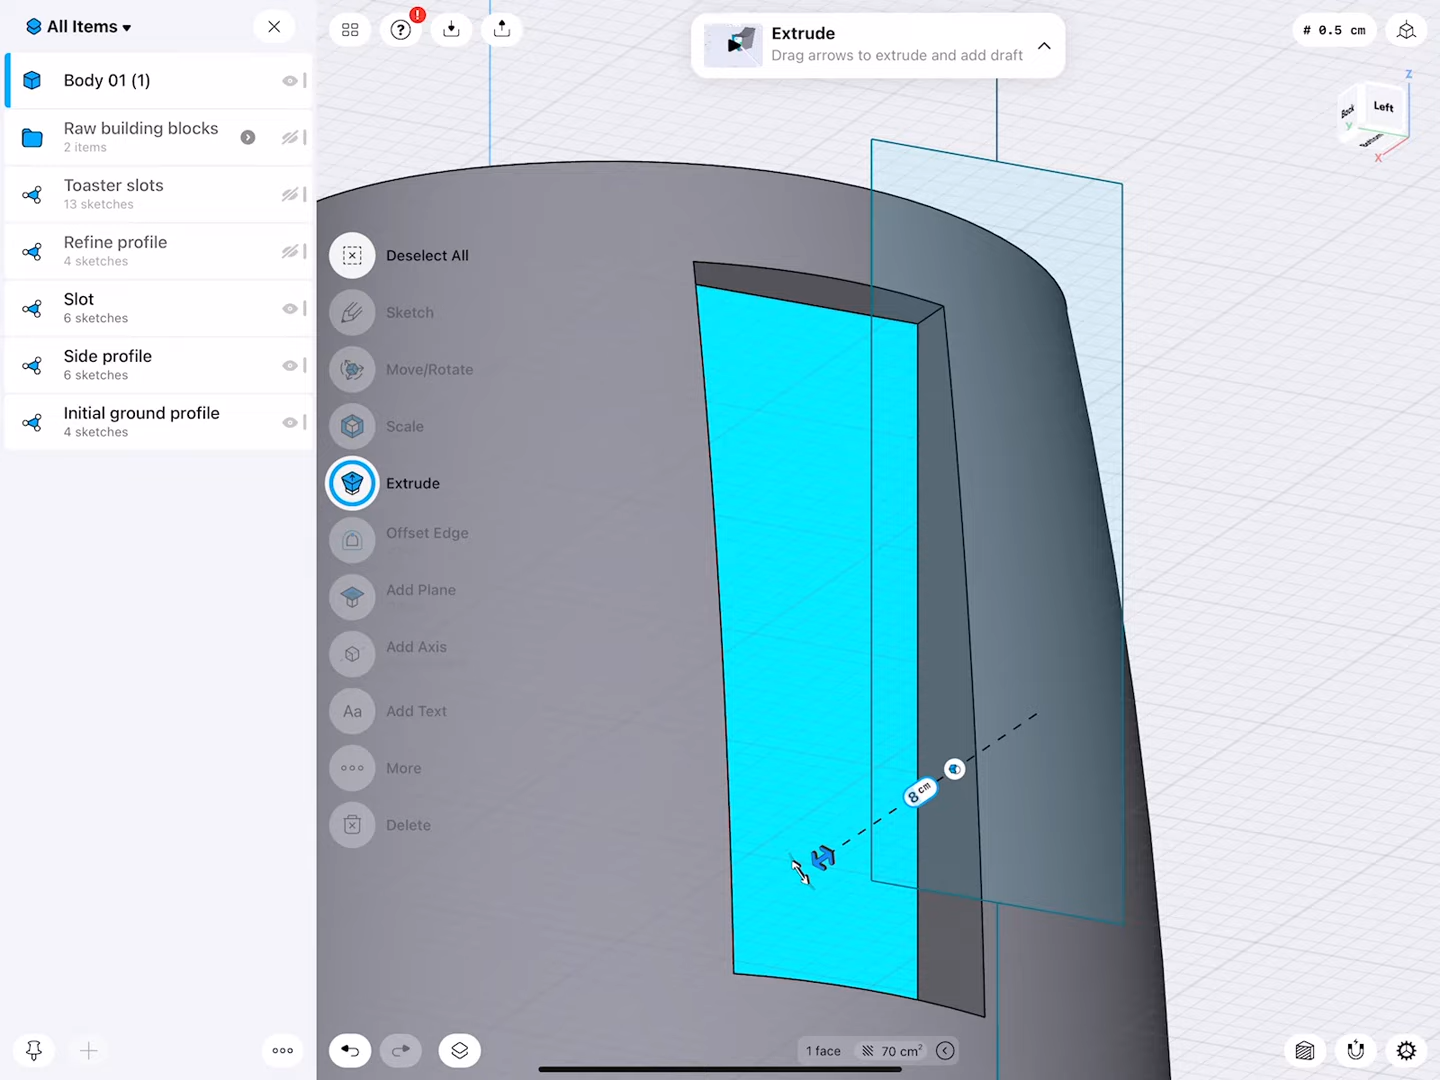 All Items
Body 01 (1)
Raw building blocks
2 items
Toaster slots
13 sketches
Refine profile
4 sketches
Slot
6 sketches
Side profile
6 sketches
Initial ground profile
4 sketches
?
!
Extrude
Drag arrows to extrude and add draft
# 0.5 cm
Z
Back
Left
Y
Bottom
X
Deselect All
Sketch
Move/Rotate
Scale
Extrude
Offset Edge
Add Plane
Add Axis
Aa
Add Text
More
Delete
8 cm
1 face
70 cm²